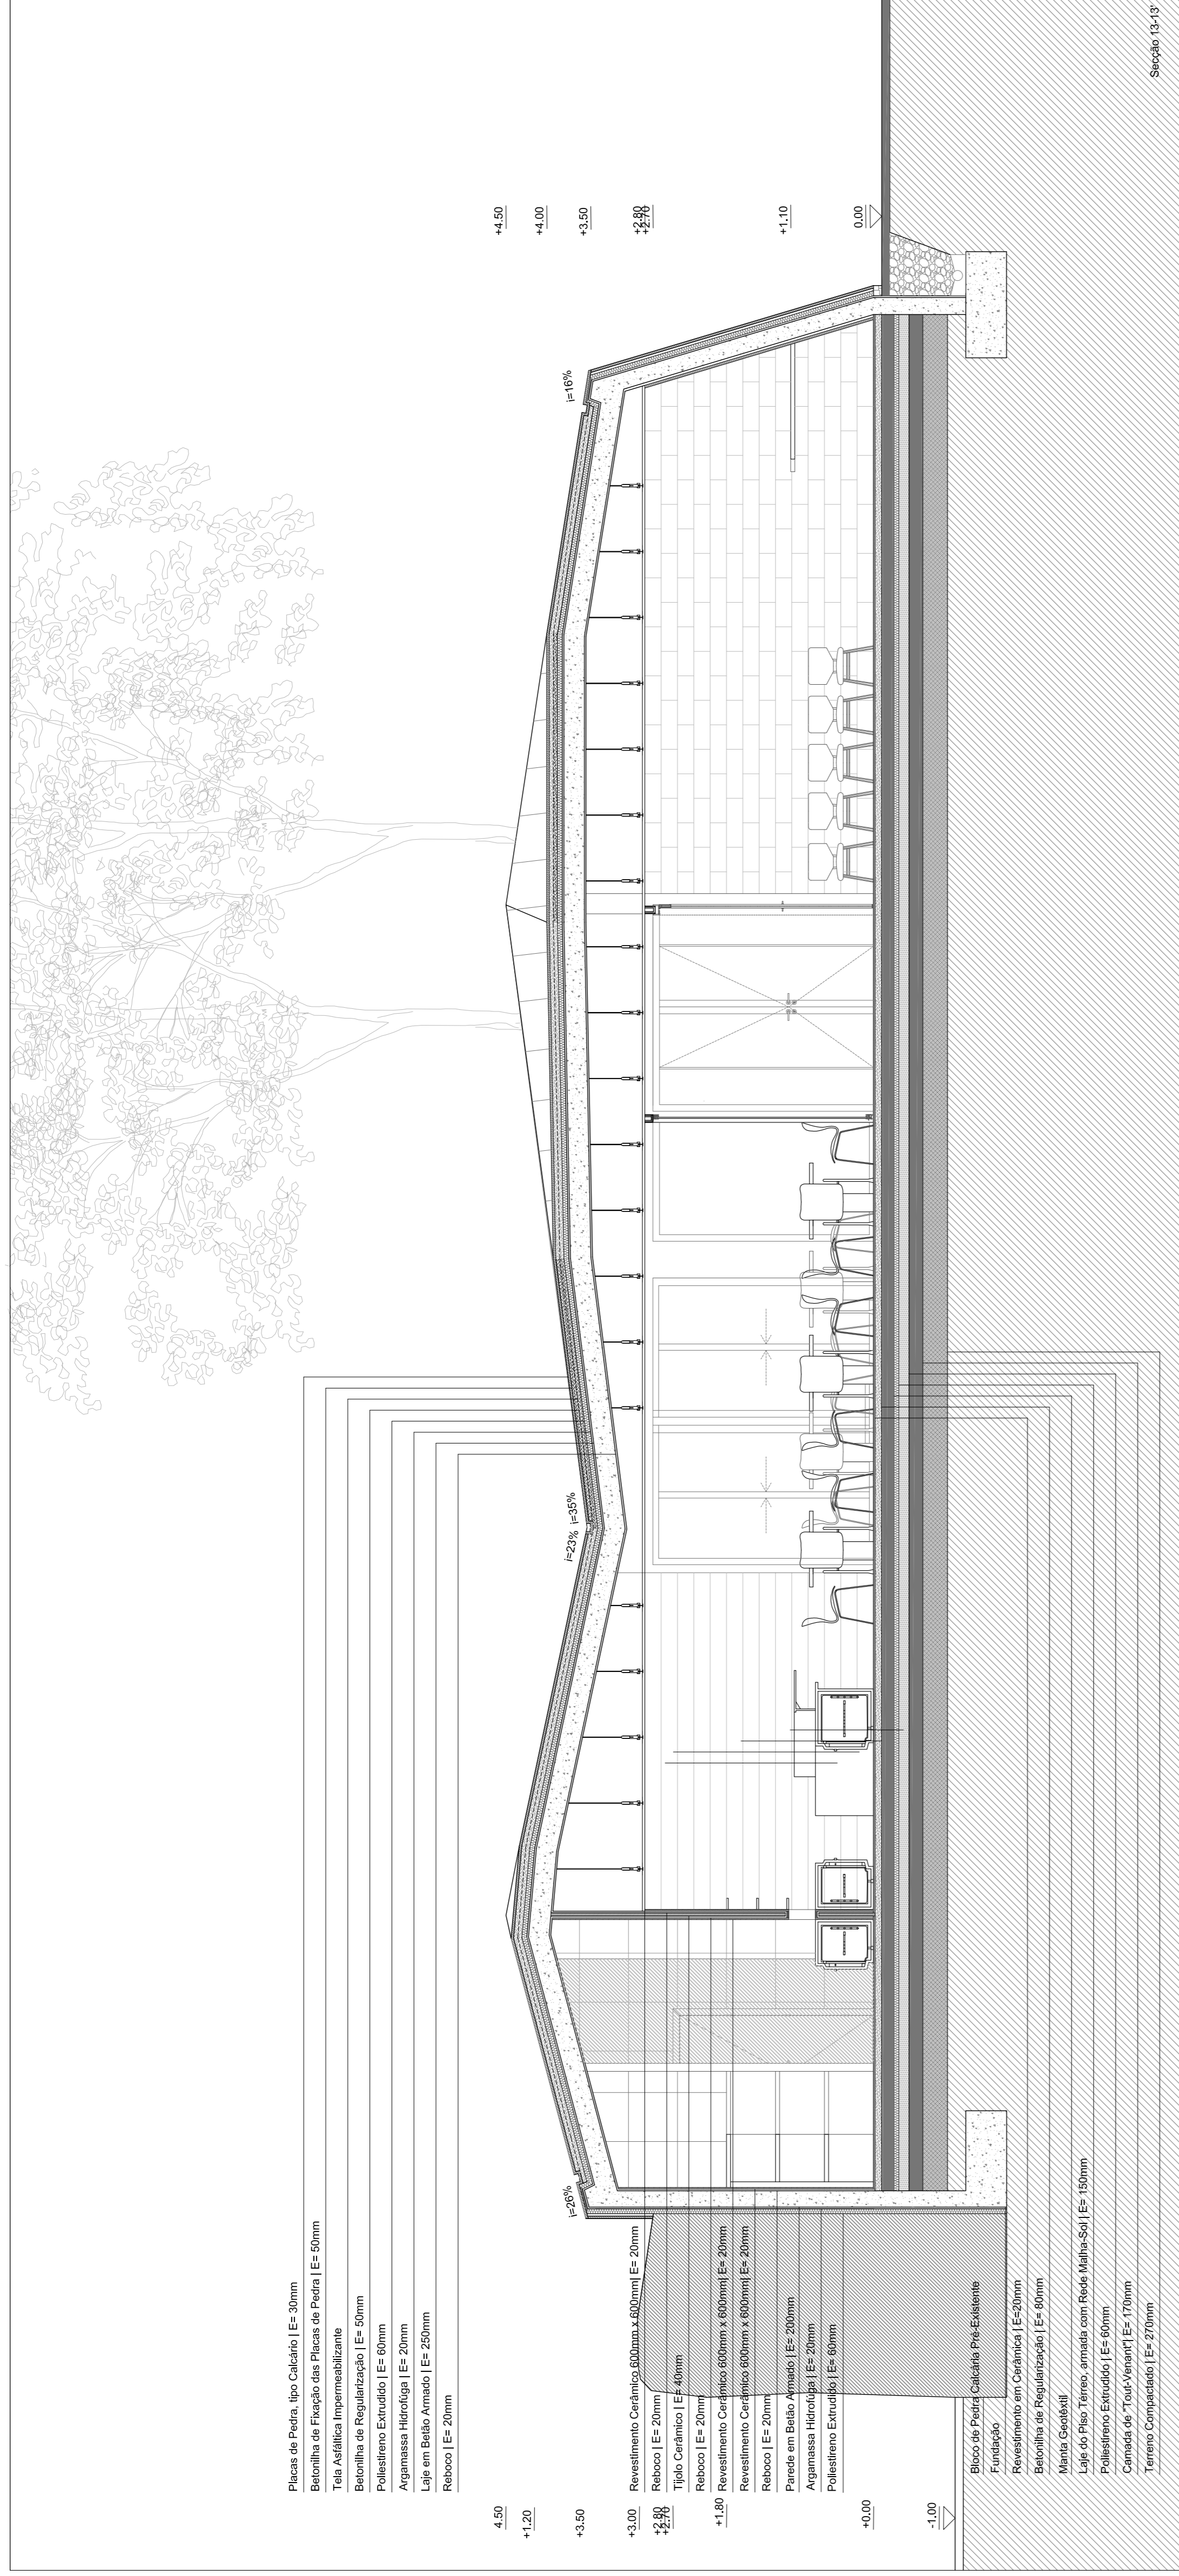 Placas de Pedra, tipo Calcário | E= 30mm
Betonilha de Fixação das Placas de Pedra | E= 50mm
Tela Asfáltica Impermeabilizante
Betonilha de Regularização | E= 50mm
Poliestireno Extrudido | E= 60mm
Argamassa Hidrofúga | E= 20mm
Laje em Betão Armado | E= 250mm
Reboco | E= 20mm
i=26%
i=23%
i=35%
i=16%
4.50
+1.20
+3.50
+3.00
+2.80
+2.70
+1.80
+0.00
-1.00
Revestimento Cerâmico 600mm x 600mm| E= 20mm
Reboco | E= 20mm
Tijolo Cerâmico | E= 40mm
Reboco | E= 20mm
Revestimento Cerâmico 600mm x 600mm| E= 20mm
Revestimento Cerâmico 600mm x 600mm| E= 20mm
Reboco | E= 20mm
Parede em Betão Armado | E= 200mm
Argamassa Hidrofúga | E= 20mm
Poliestireno Extrudido | E= 60mm
+4.50
+4.00
+3.50
+2.80
+2.70
+1.10
0.00
Bloco de Pedra Calcária Pré-Existente
Fundação
Revestimento em Cerâmica | E=20mm
Betonilha de Regularização | E= 80mm
Manta Geotêxtil
Laje do Piso Térreo, armada com Rede Malha-Sol | E= 150mm
Poliestireno Extrudido | E= 60mm
Camada de "Tout-Venant"| E= 170mm
Terreno Compactado | E= 270mm
Secção 13-13'